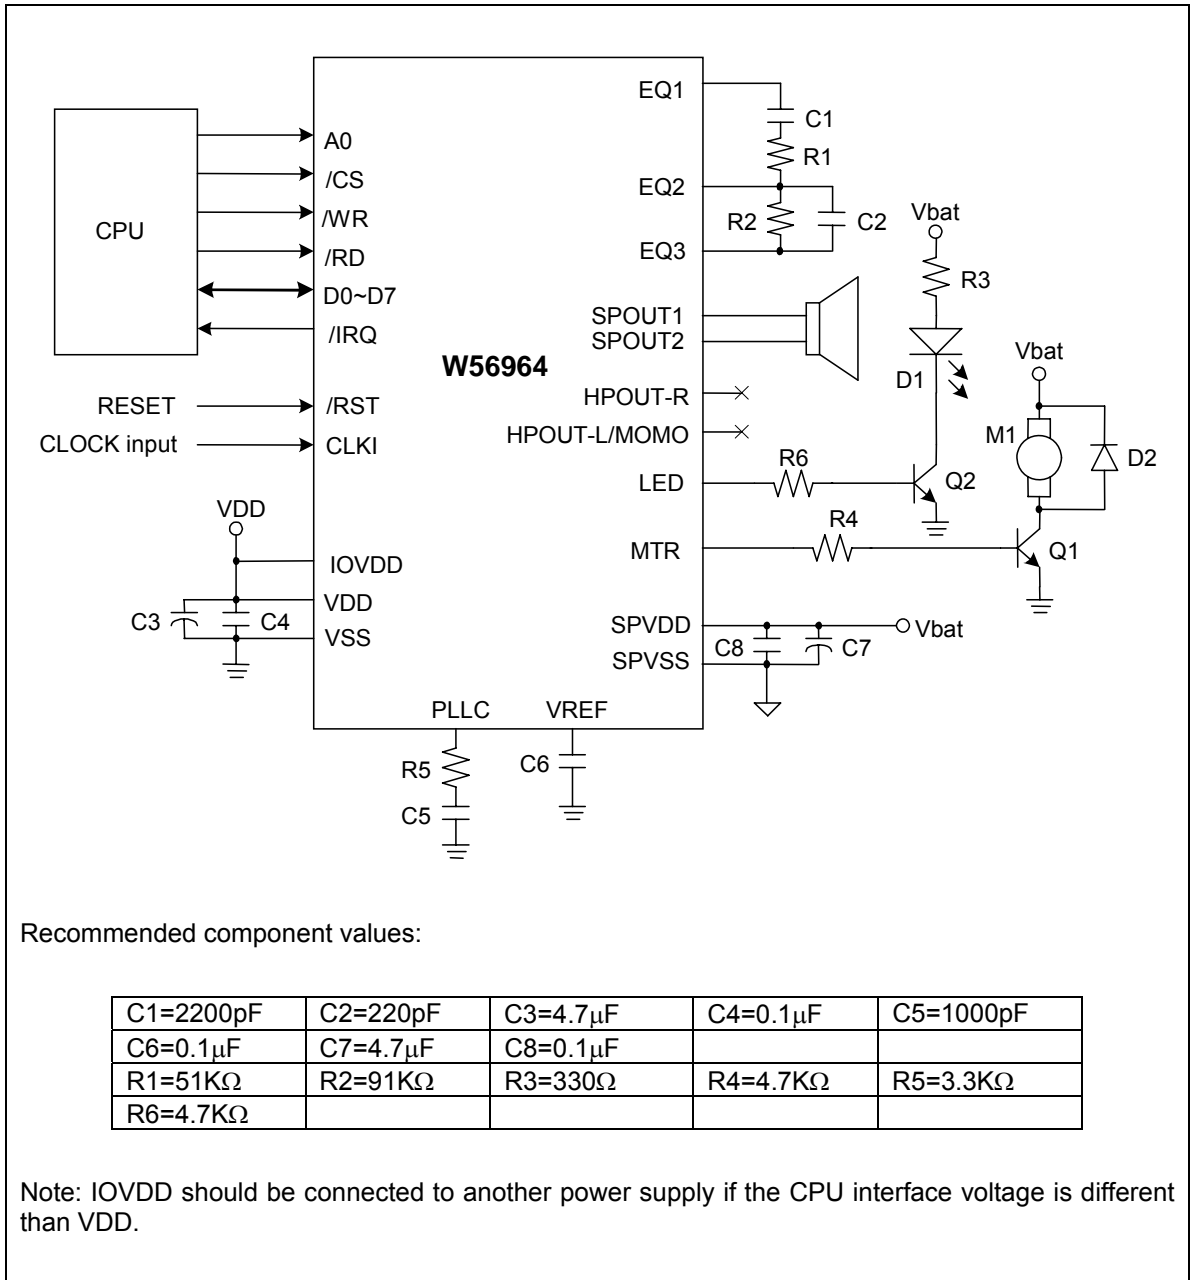 EQ1
C1
A0
R1
/CS
EQ2
/WR
R2
C2
Vbat
CPU
/RD
EQ3
R3
D0~D7
SPOUT1
/IRQ
SPOUT2
Vbat
W56964
D1
HPOUT-R
RESET
/RST
M1
HPOUT-L/MOMO
CLOCK input
CLKI
R6
D2
LED
Q2
VDD
R4
MTR
Q1
IOVDD
VDD
C3
C4
SPVDD
Vbat
VSS
C8
C7
SPVSS
PLLC
VREF
R5
C6
C5
Recommended component values:
C1=2200pF C2=220pF C3=4.7μF C4=0.1μF C5=1000pF
C6=0.1μF C7=4.7μF C8=0.1μF
R1=51KΩ R2=91KΩ R3=330Ω R4=4.7KΩ R5=3.3KΩ
R6=4.7KΩ
Note: IOVDD should be connected to another power supply if the CPU interface voltage is different
than VDD.